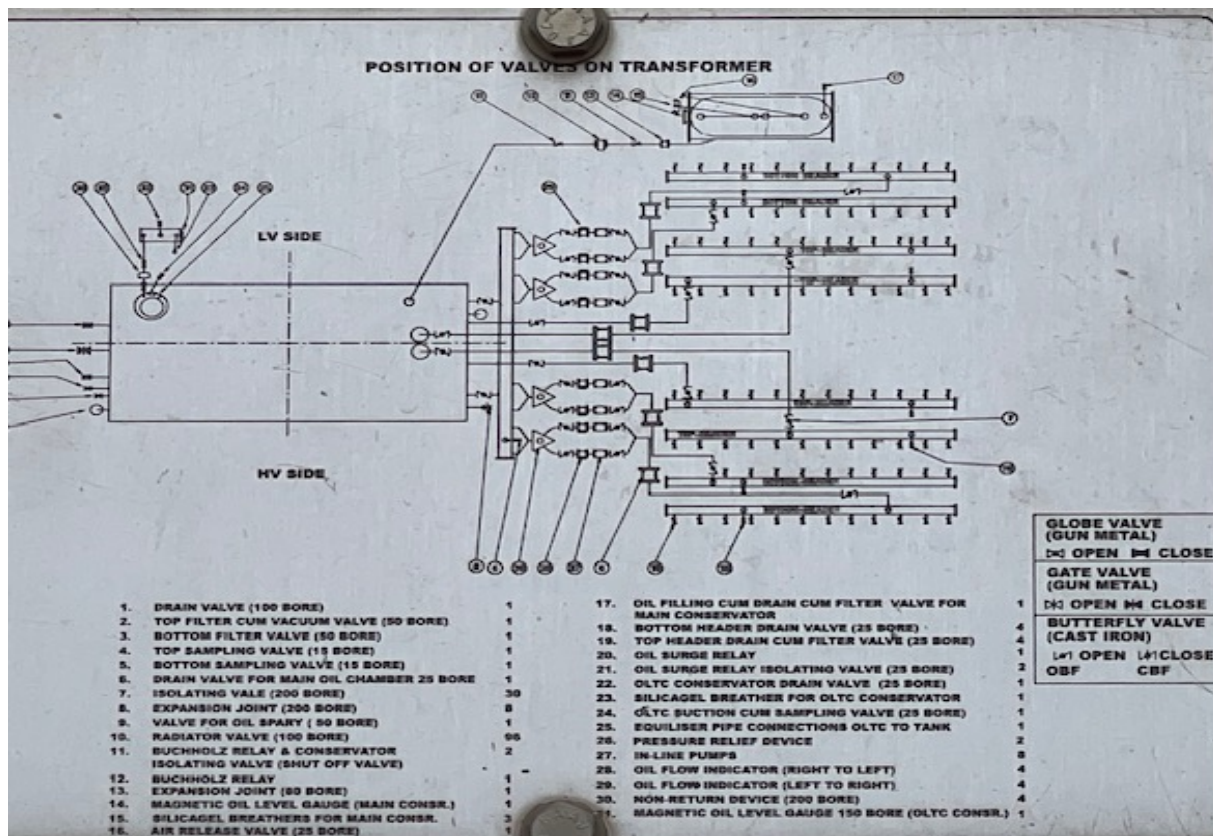 POSITION OF VALVES ON TRANSFORMER
LV SIDE
HV SIDE
BOTTOM HEADER
TOP HEADER
TOP HEADER
TOP HEADER
TOP HEADER
GLOBE VALVE
(GUN METAL)
OPEN CLOSE
GATE VALVE
(GUN METAL)
OPEN CLOSE
BUTTERFLY VALVE
(CAST IRON)
OPEN CLOSE
OBF CBF
1. DRAIN VALVE (100 BORE) 1
2. TOP FILTER CUM VACUUM VALVE (50 BORE) 1
3. BOTTOM FILTER VALVE (50 BORE) 1
4. TOP SAMPLING VALVE (15 BORE) 1
5. BOTTOM SAMPLING VALVE (15 BORE) 1
6. DRAIN VALVE FOR MAIN OIL CHAMBER 25 BORE 1
7. ISOLATING VALE (200 BORE) 30
8. EXPANSION JOINT (200 BORE) 8
9. VALVE FOR OIL SPARY ( 50 BORE) 1
10. RADIATOR VALVE (100 BORE) 96
11. BUCHHOLZ RELAY & CONSERVATOR 2
ISOLATING VALVE (SHUT OFF VALVE)
12. BUCHHOLZ RELAY 1
13. EXPANSION JOINT (80 BORE) 1
14. MAGNETIC OIL LEVEL GAUGE (MAIN CONSR.) 1
15. SILICAGEL BREATHERS FOR MAIN CONSR. 3
16. AIR RELEASE VALVE (25 BORE) 1
17. OIL FILLING CUM DRAIN CUM FILTER VALVE FOR 1
MAIN CONSERVATOR
18. BOTTOM HEADER DRAIN VALVE (25 BORE) 4
19. TOP HEADER DRAIN CUM FILTER VALVE (25 BORE) 4
20. OIL SURGE RELAY 1
21. OIL SURGE RELAY ISOLATING VALVE (25 BORE) 2
22. OLTC CONSERVATOR DRAIN VALVE (25 BORE) 1
23. SILICAGEL BREATHER FOR OLTC CONSERVATOR 1
24. OLTC SUCTION CUM SAMPLING VALVE (25 BORE) 1
25. EQUILISER PIPE CONNECTIONS OLTC TO TANK 1
26. PRESSURE RELIEF DEVICE 2
27. IN-LINE PUMPS 8
28. OIL FLOW INDICATOR (RIGHT TO LEFT) 4
29. OIL FLOW INDICATOR (LEFT TO RIGHT) 4
30. NON-RETURN DEVICE (200 BORE) 4
31. MAGNETIC OIL LEVEL GAUGE 150 BORE (OLTC CONSR.) 1